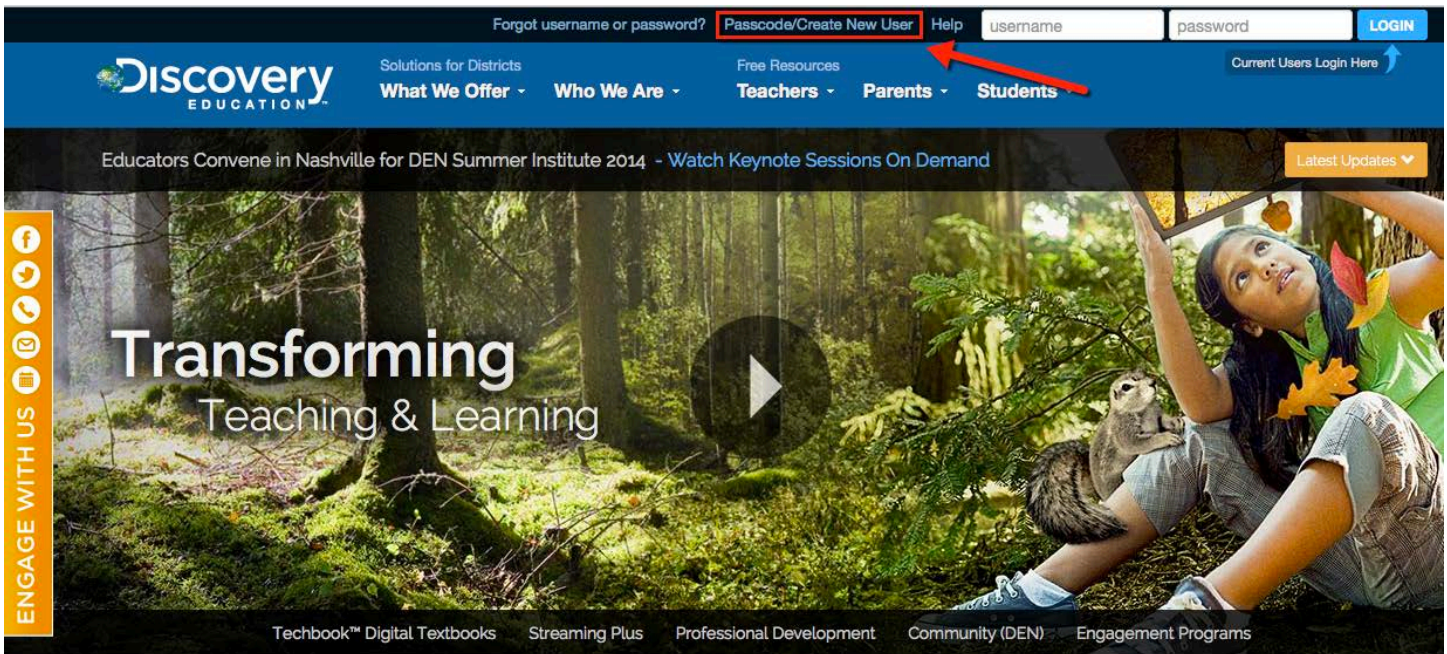 Forgot username or password? Passcode/Create New User Help username password LOGIN
Current Users Login Here
Discovery
EDUCATION™
Solutions for Districts
What We Offer Who We Are
Free Resources
Teachers Parents Students
Educators Convene in Nashville for DEN Summer Institute 2014 - Watch Keynote Sessions On Demand
Latest Updates
Transforming
Teaching & Learning
ENGAGE WITH US
Techbook™ Digital Textbooks Streaming Plus Professional Development Community (DEN) Engagement Programs